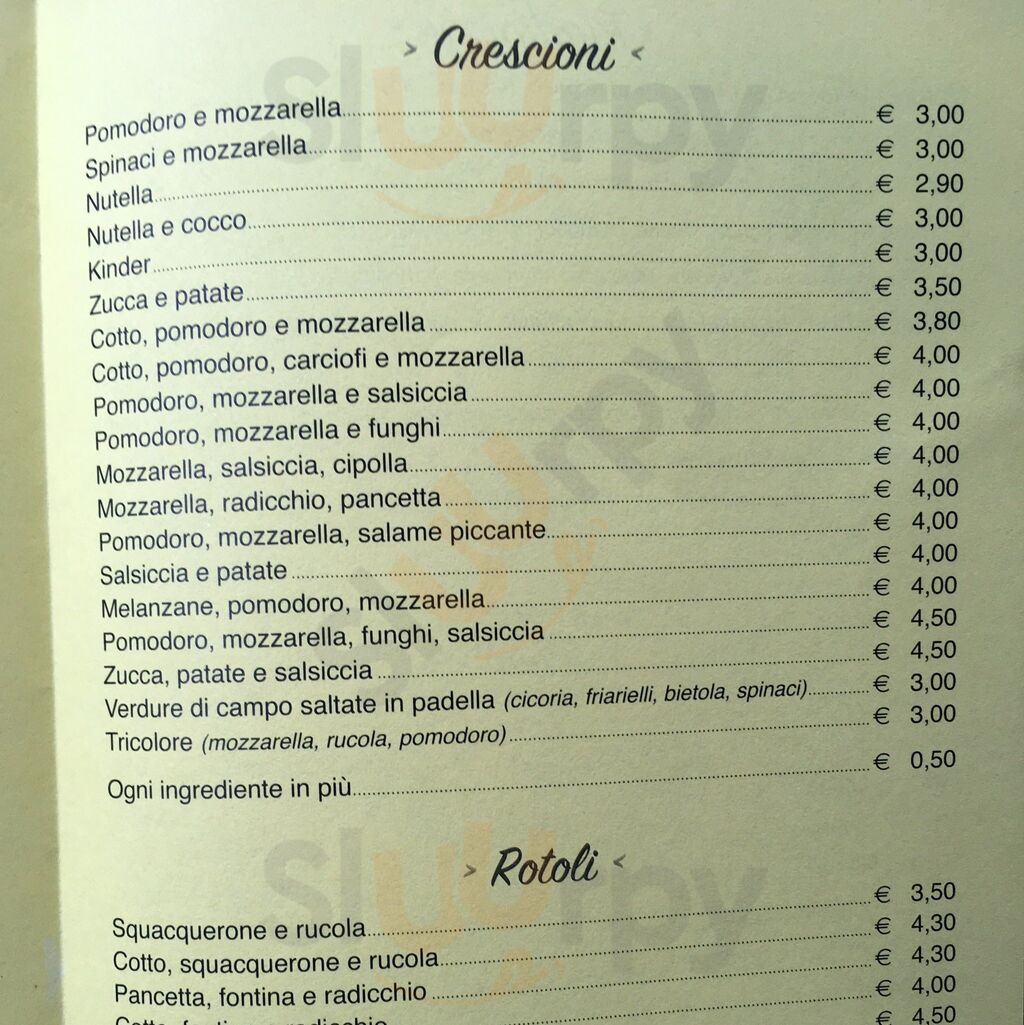 > Crescioni <
Pomodoro e mozzarella € 3,00
Spinaci e mozzarella € 3,00
Nutella € 2,90
Nutella e cocco € 3,00
Kinder € 3,00
Zucca e patate € 3,50
Cotto, pomodoro e mozzarella € 3,80
Cotto, pomodoro, carciofi e mozzarella € 4,00
Pomodoro, mozzarella e salsiccia € 4,00
Pomodoro, mozzarella e funghi € 4,00
Mozzarella, salsiccia, cipolla € 4,00
Mozzarella, radicchio, pancetta € 4,00
Pomodoro, mozzarella, salame piccante € 4,00
Salsiccia e patate € 4,00
Melanzane, pomodoro, mozzarella € 4,00
Pomodoro, mozzarella, funghi, salsiccia € 4,50
Zucca, patate e salsiccia € 4,50
Verdure di campo saltate in padella (cicoria, friarielli, bietola, spinaci) € 3,00
Tricolore (mozzarella, rucola, pomodoro) € 3,00
Ogni ingrediente in più € 0,50
> Rotoli <
Squacquerone e rucola € 3,50
Cotto, squacquerone e rucola € 4,30
Pancetta, fontina e radicchio € 4,30
Cotto, fontina e radicchio € 4,00
€ 4,50
Sluurpy
Sluurpy
Sluurpy